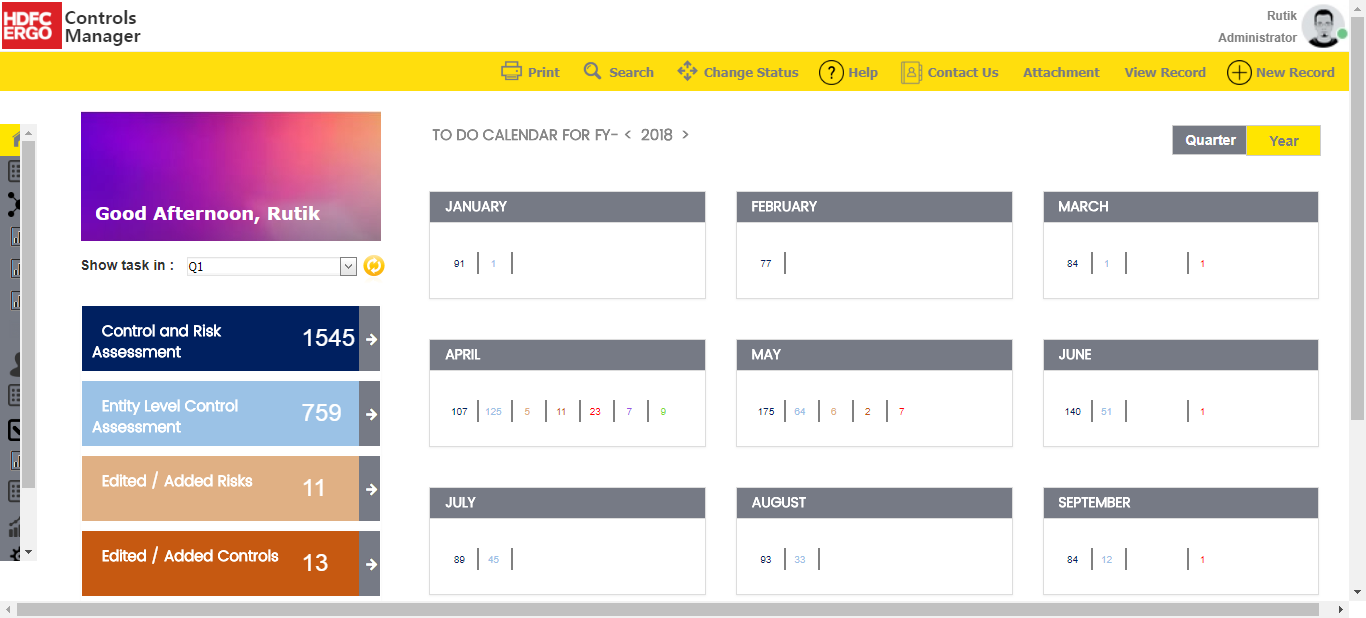 HDFC
ERGO
Controls
Manager
Rutik
Administrator
Print
Search
Change Status
? Help
Contact Us
Attachment
View Record
New Record
Good Afternoon, Rutik
Show task in :
Q1
Control and Risk
Assessment
1545
Entity Level Control
Assessment
759
Edited / Added Risks
11
Edited / Added Controls
13
TO DO CALENDAR FOR FY- < 2018 >
Quarter
Year
JANUARY
91 1
FEBRUARY
77
MARCH
84 1 1
APRIL
107 125 5 11 23 7 9
MAY
175 64 6 2 7
JUNE
140 51 1
JULY
89 45
AUGUST
93 33
SEPTEMBER
84 12 1